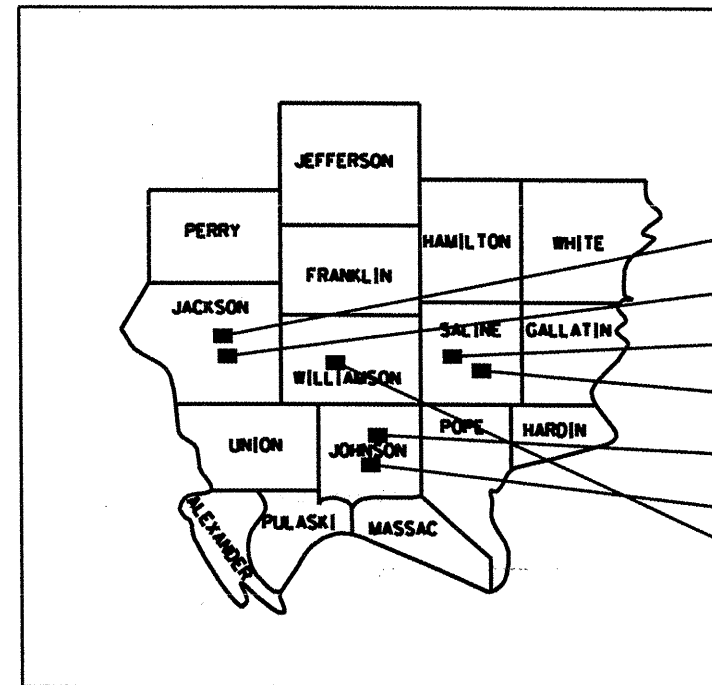 JEFFERSON
PERRY
HAMILTON
WHITE
FRANKLIN
JACKSON
SALINE
GALLATIN
WILLIAMSON
UNION
JOHNSON
POPE
HARDIN
ALEXANDER
PULASKI
MASSAC